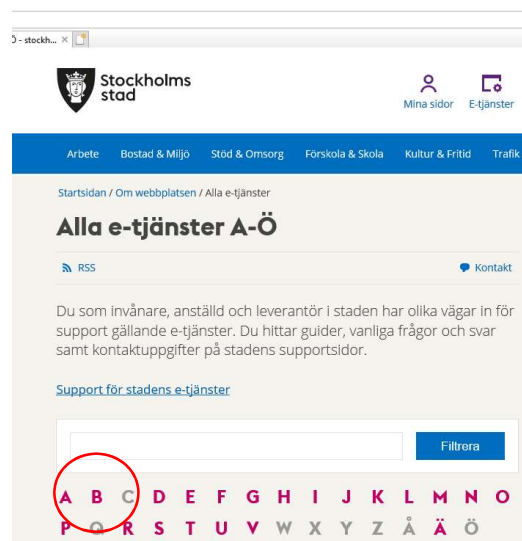 Ö - stockh...
Stockholms
stad
Mina sidor E-tjänster
Arbete Bostad & Miljö Stöd & Omsorg Förskola & Skola Kultur & Fritid Trafik
Startsidan / Om webbplatsen / Alla e-tjänster
Alla e-tjänster A-Ö
RSS Kontakt
Du som invånare, anställd och leverantör i staden har olika vägar in för
support gällande e-tjänster. Du hittar guider, vanliga frågor och svar
samt kontaktuppgifter på stadens supportsidor.
Support för stadens e-tjänster
Filtrera
A B C D E F G H I J K L M N O
P Q R S T U V W X Y Z Å Ä Ö